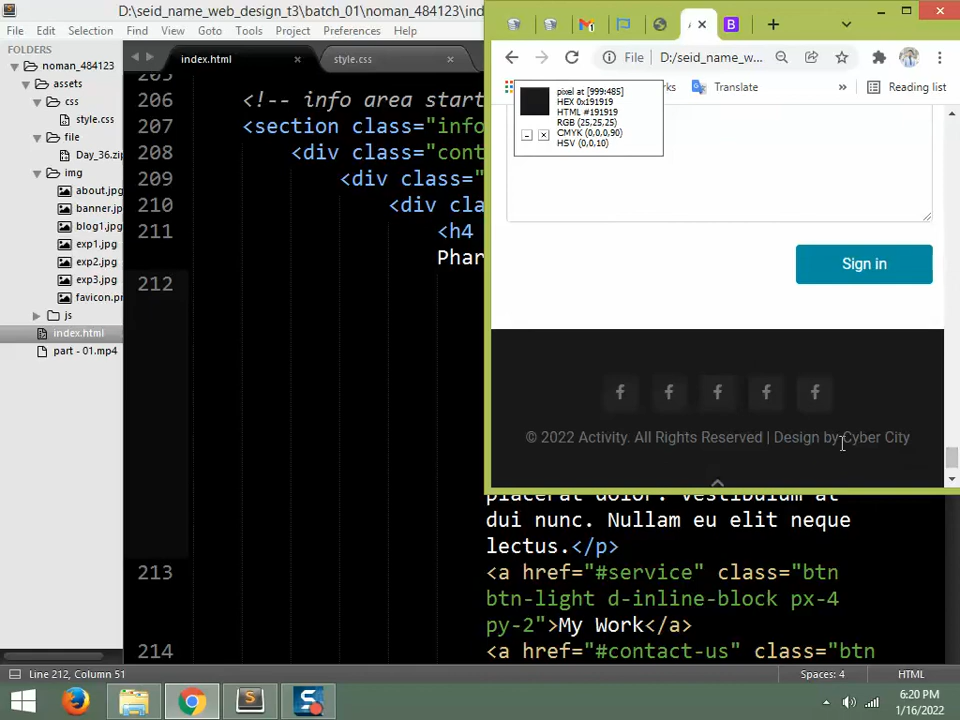 D:\seid_name_web_design_t3\batch_01\noman_484123\ind
File Edit Selection Find View Goto Tools Project Preferences Help
FOLDERS
noman_484123
assets
css
style.css
file
Day_36.zip
img
about.jpg
banner.jp
blog1.jpg
exp1.jpg
exp2.jpg
exp3.jpg
favicon.pr
js
index.html
part - 01.mp4
index.html
style.css
205
206 <!-- info area start
207 <section class="info
208 <div class="cont
209 <div class="
210 <div cla
211 <h4
Phar
212
placerat dolor. Vestibulum at
dui nunc. Nullam eu elit neque
lectus.</p>
213 <a href="#service" class="btn
btn-light d-inline-block px-4
py-2">My Work</a>
214 <a href="#contact-us" class="btn
File D:/seid_name_w...
Translate
»
Reading list
pixel at [999:485]
HEX 0x191919
HTML #191919
RGB (25,25,25)
CMYK (0,0,0,90)
HSV (0,0,10)
Sign in
© 2022 Activity. All Rights Reserved | Design by Cyber City
Line 212, Column 51
Spaces: 4
HTML
6:20 PM
1/16/2022